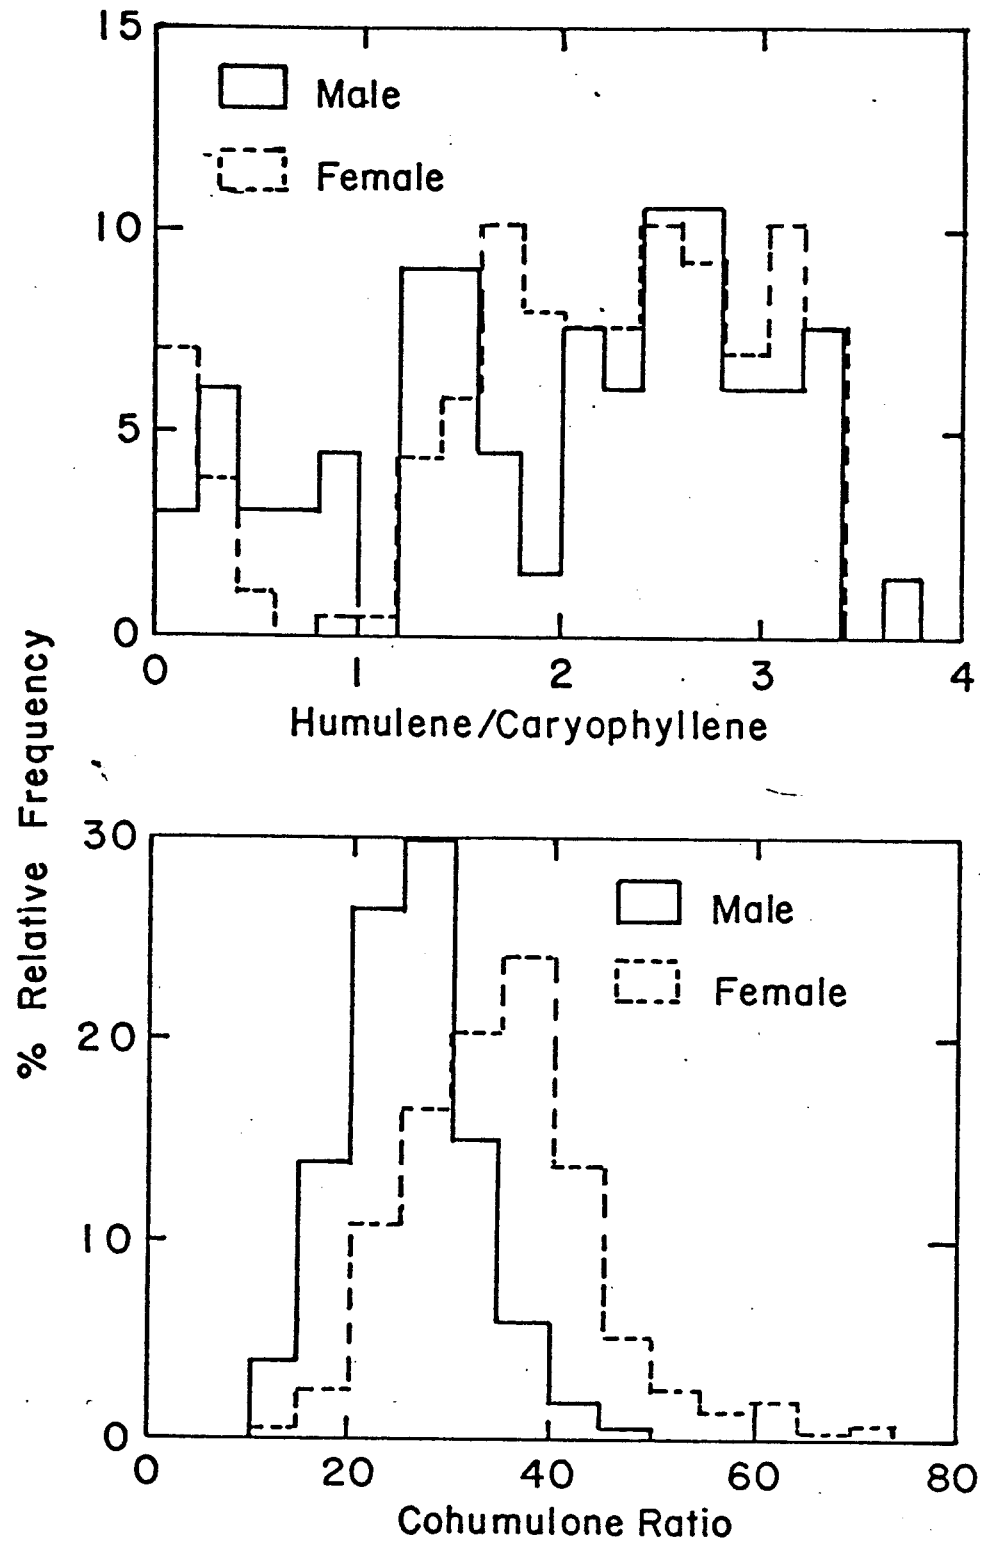 15
Male
Female
10
5
0
0 1 2 3 4
Humulene/Caryophyllene
% Relative Frequency
30
Male
Female
20
10
0
0 20 40 60 80
Cohumulone Ratio